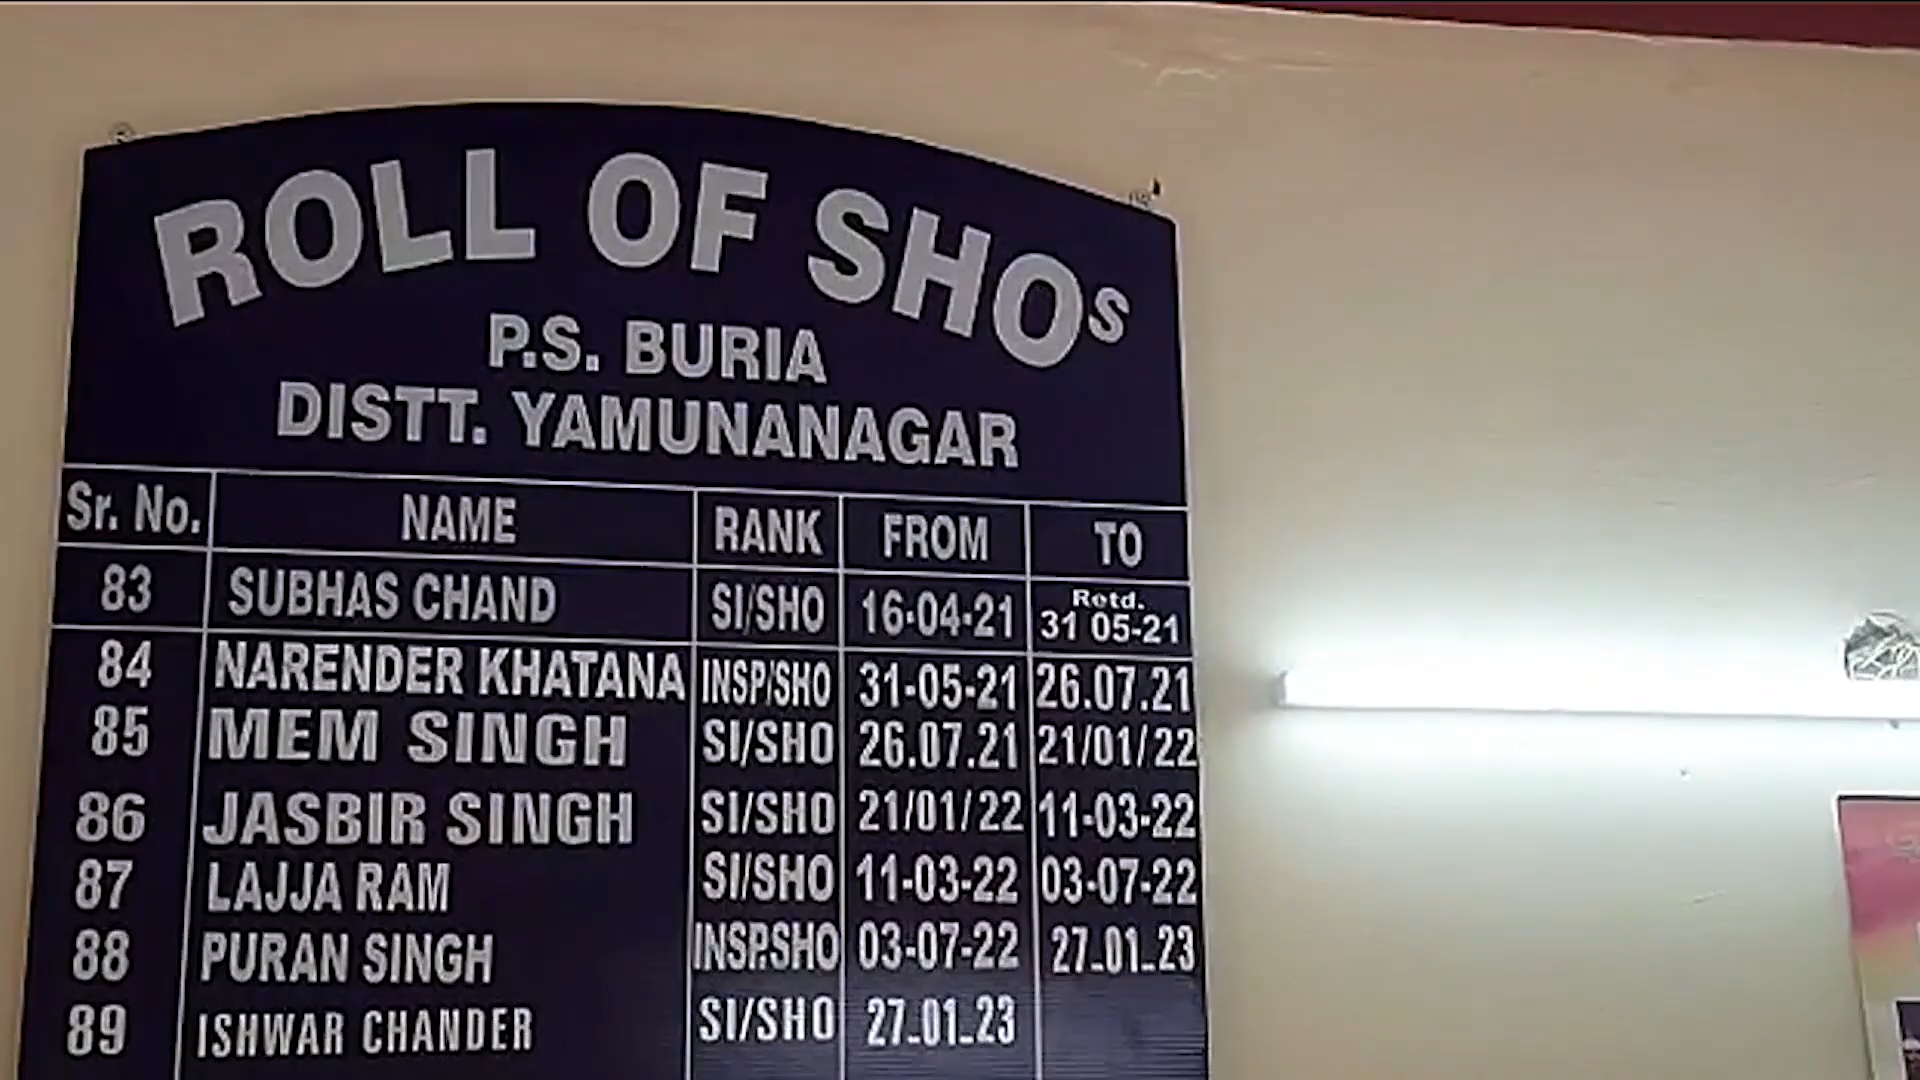 ROLL OF SHOs
P.S. BURIA
DISTT. YAMUNANAGAR
Sr. No. NAME RANK FROM TO
83 SUBHAS CHAND SI/SHO 16-04-21 Retd. 31 05-21
84 NARENDER KHATANA INSP/SHO 31-05-21 26.07.21
85 MEM SINGH SI/SHO 26.07.21 21/01/22
86 JASBIR SINGH SI/SHO 21/01/22 11-03-22
87 LAJJA RAM SI/SHO 11-03-22 03-07-22
88 PURAN SINGH INSP.SHO 03-07-22 27-01-23
89 ISHWAR CHANDER SI/SHO 27-01-23